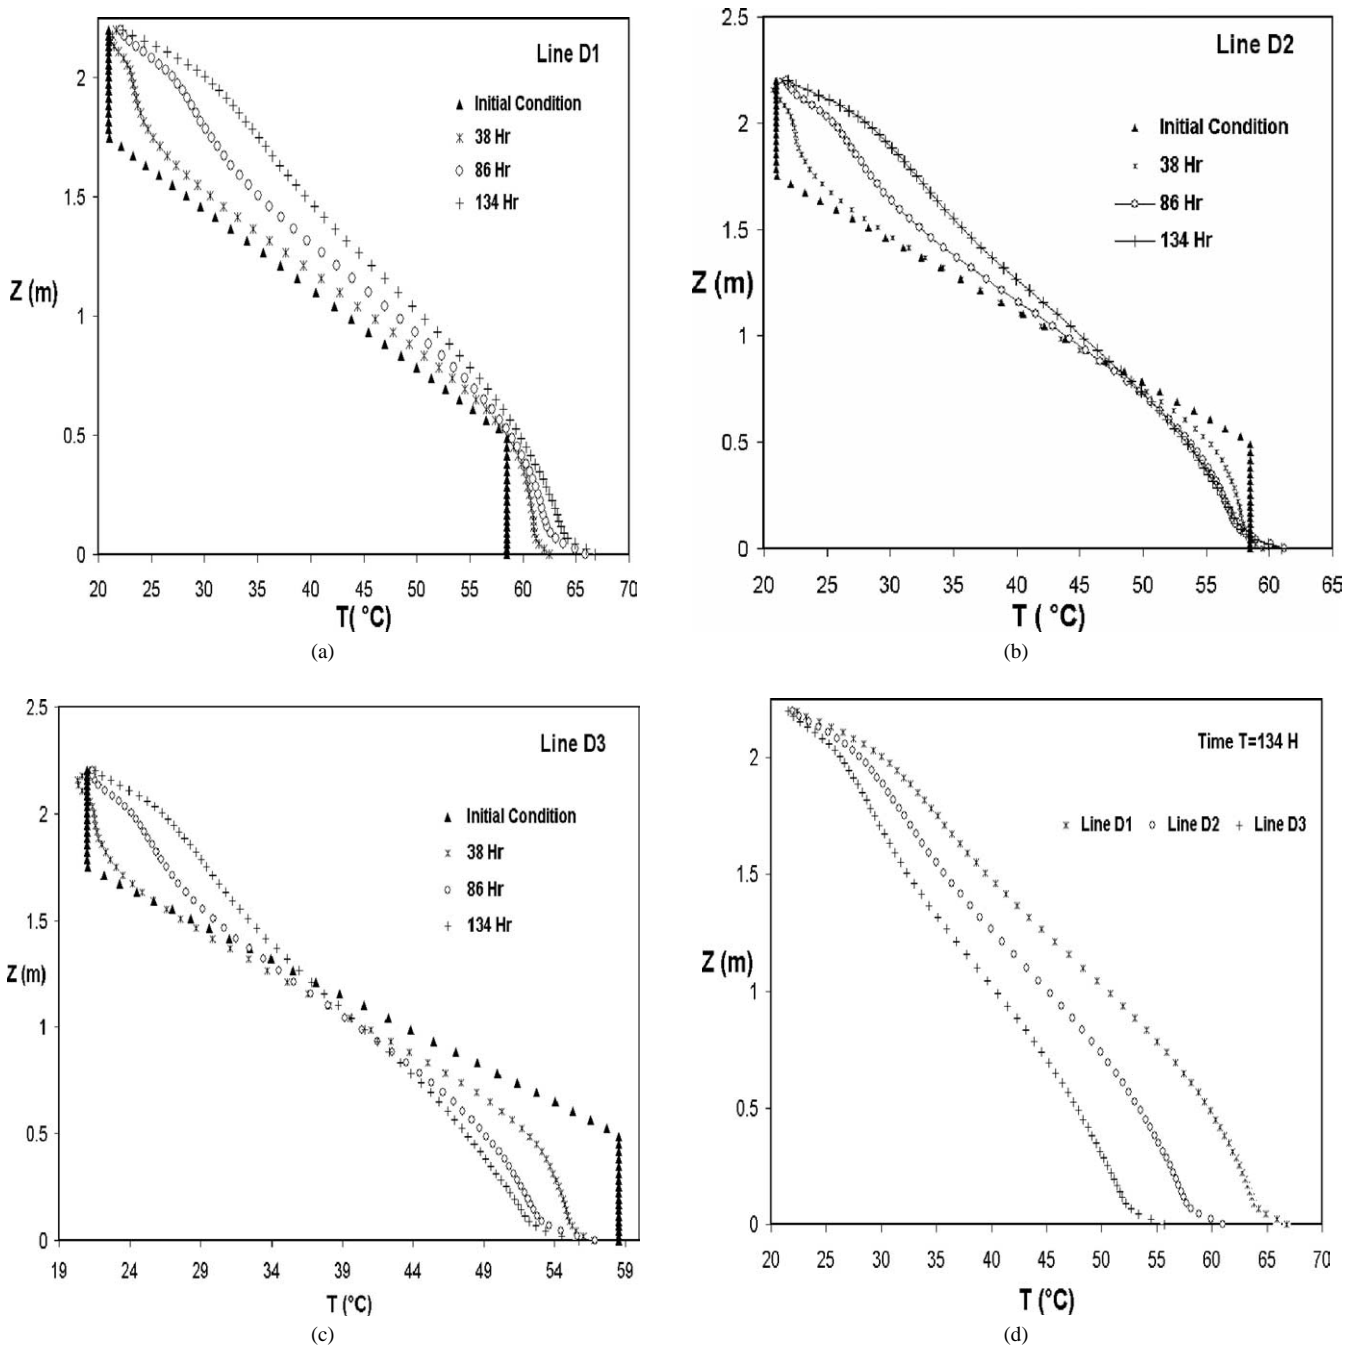 Line D1
Initial Condition
38 Hr
86 Hr
134 Hr
Z (m)
2
1.5
1
0.5
0
20 25 30 35 40 45 50 55 60 65 70
T( °C)
(a)
Line D2
Initial Condition
38 Hr
86 Hr
134 Hr
Z (m)
2.5
2
1.5
1
0.5
0
20 25 30 35 40 45 50 55 60 65
T ( °C)
(b)
Line D3
Initial Condition
38 Hr
86 Hr
134 Hr
Z (m)
2.5
2
1.5
1
0.5
0
19 24 29 34 39 44 49 54 59
T (°C)
(c)
Time T=134 H
Line D1 Line D2 Line D3
Z (m)
2
1.5
1
0.5
0
20 25 30 35 40 45 50 55 60 65 70
T (°C)
(d)